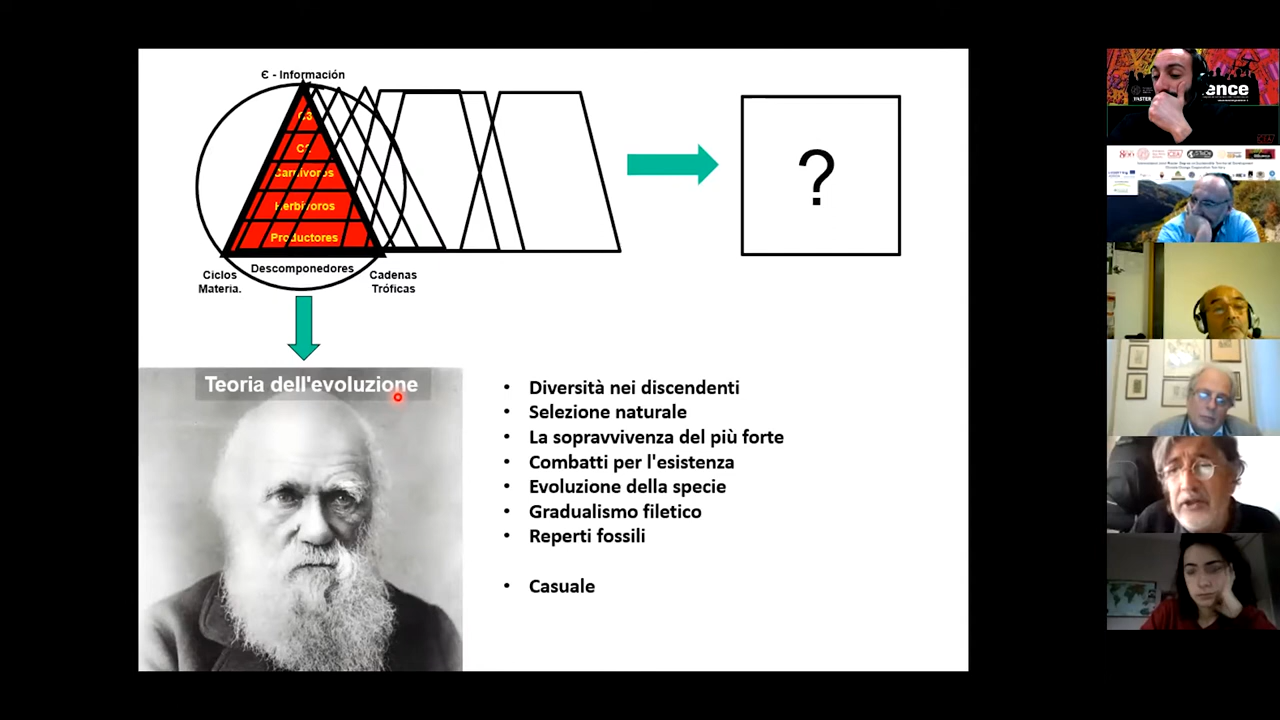 Є - Información
C3
C2
Carnívoros
Herbívoros
Productores
Descomponedores
Ciclos
Materia.
Cadenas
Tróficas
?
Teoria dell'evoluzione
• Diversità nei discendenti
• Selezione naturale
• La sopravvivenza del più forte
• Combatti per l'esistenza
• Evoluzione della specie
• Gradualismo filetico
• Reperti fossili
• Casuale